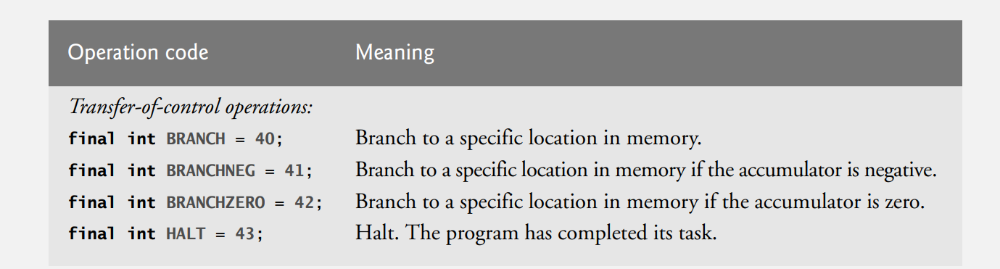 Operation code Meaning
Transfer-of-control operations:
final int BRANCH = 40; Branch to a specific location in memory.
final int BRANCHNEG = 41; Branch to a specific location in memory if the accumulator is negative.
final int BRANCHZERO = 42; Branch to a specific location in memory if the accumulator is zero.
final int HALT = 43; Halt. The program has completed its task.